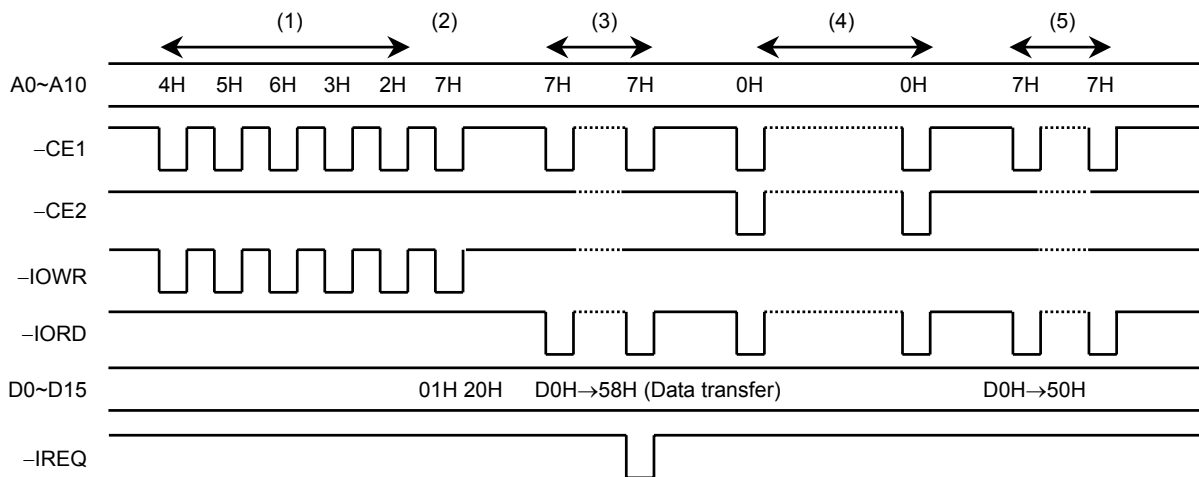 (1) (2) (3) (4) (5)
A0~A10 4H 5H 6H 3H 2H 7H 7H 7H 0H 0H 7H 7H
–CE1
–CE2
–IOWR
–IORD
D0~D15 01H 20H D0H→58H (Data transfer) D0H→50H
–IREQ